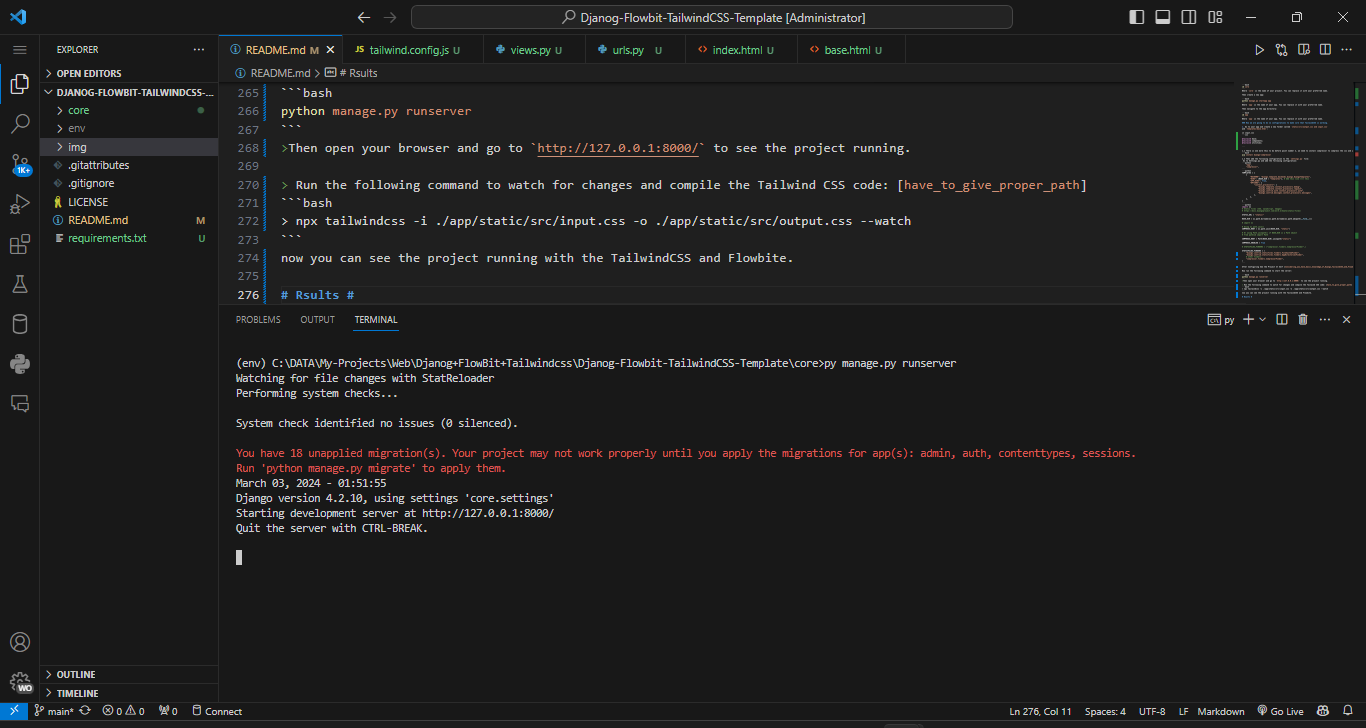 Djanog-Flowbit-TailwindCSS-Template [Administrator]
EXPLORER
README.md M
tailwind.config.js U
views.py U
urls.py U
index.html U
base.html U
README.md > # Rsults
OPEN EDITORS
DJANOG-FLOWBIT-TAILWINDCSS-...
core
env
img
.gitattributes
.gitignore
LICENSE
README.md M
requirements.txt U
265 ```bash
266 python manage.py runserver
267 ```
268 >Then open your browser and go to `http://127.0.0.1:8000/` to see the project running.
269
270 > Run the following command to watch for changes and compile the Tailwind CSS code: [have_to_give_proper_path]
271 ```bash
272 > npx tailwindcss -i ./app/static/src/input.css -o ./app/static/src/output.css --watch
273 ```
274 now you can see the project running with the TailwindCSS and Flowbite.
275
276 # Rsults #
PROBLEMS OUTPUT TERMINAL
py
(env) C:\DATA\My-Projects\Web\Djanog+FlowBit+Tailwindcss\Djanog-Flowbit-TailwindCSS-Template\core>py manage.py runserver
Watching for file changes with StatReloader
Performing system checks...
System check identified no issues (0 silenced).
You have 18 unapplied migration(s). Your project may not work properly until you apply the migrations for app(s): admin, auth, contenttypes, sessions.
Run 'python manage.py migrate' to apply them.
March 03, 2024 - 01:51:55
Django version 4.2.10, using settings 'core.settings'
Starting development server at http://127.0.0.1:8000/
Quit the server with CTRL-BREAK.
1K+
WO
OUTLINE
TIMELINE
main* 0 0 0 Connect
Ln 276, Col 11 Spaces: 4 UTF-8 LF Markdown Go Live